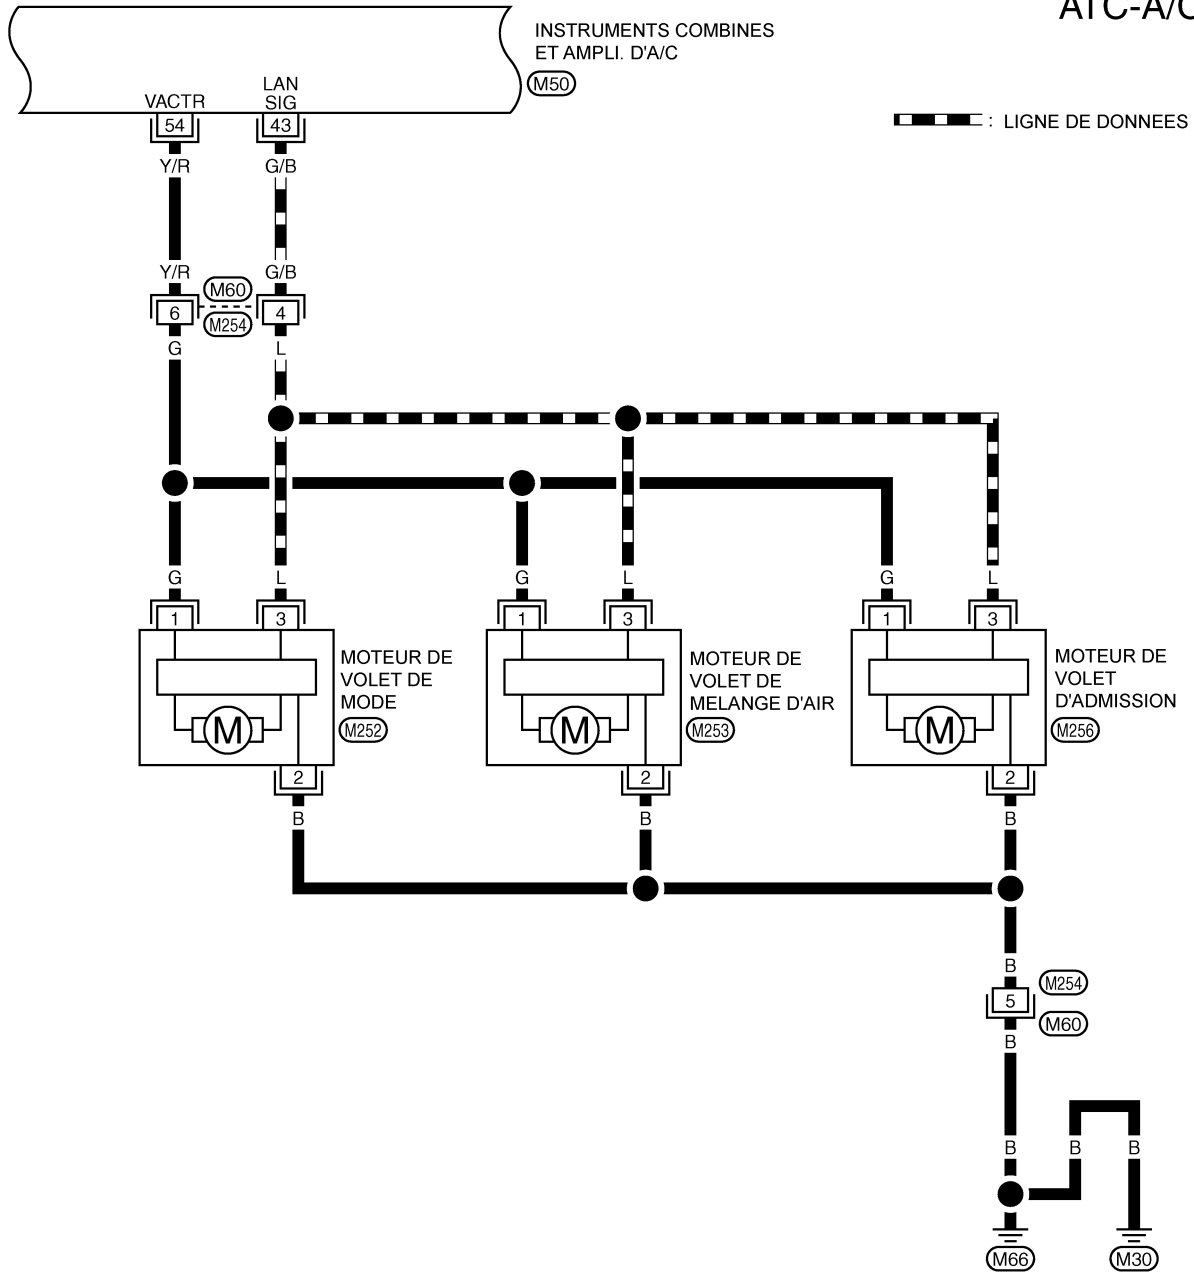 ATC-A/C
INSTRUMENTS COMBINES
ET AMPLI. D'A/C
M50
VACTR
LAN
SIG
54
43
: LIGNE DE DONNEES
Y/R
G/B
Y/R
G/B
M60
6
4
M254
G
L
G
L
G
L
G
L
1
3
1
3
1
3
MOTEUR DE
VOLET DE
MODE
M252
MOTEUR DE
VOLET DE
MELANGE D'AIR
M253
MOTEUR DE
VOLET
D'ADMISSION
M256
M
M
M
2
2
2
B
B
B
B
M254
5
M60
B
B
B
B
M66
M30